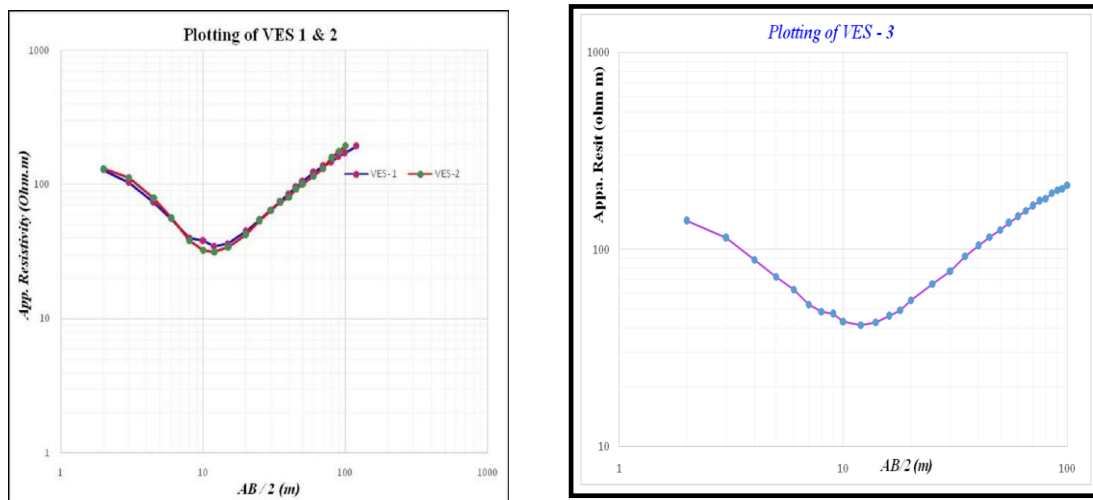 Plotting of VES 1 & 2
App. Resistivity (Ohm.m)
1000
100
10
1
VES-1
VES-2
1
10
100
1000
AB / 2 (m)
Plotting of VES - 3
Appa. Resit (ohm m)
1000
100
10
1
10
100
AB/2 (m)